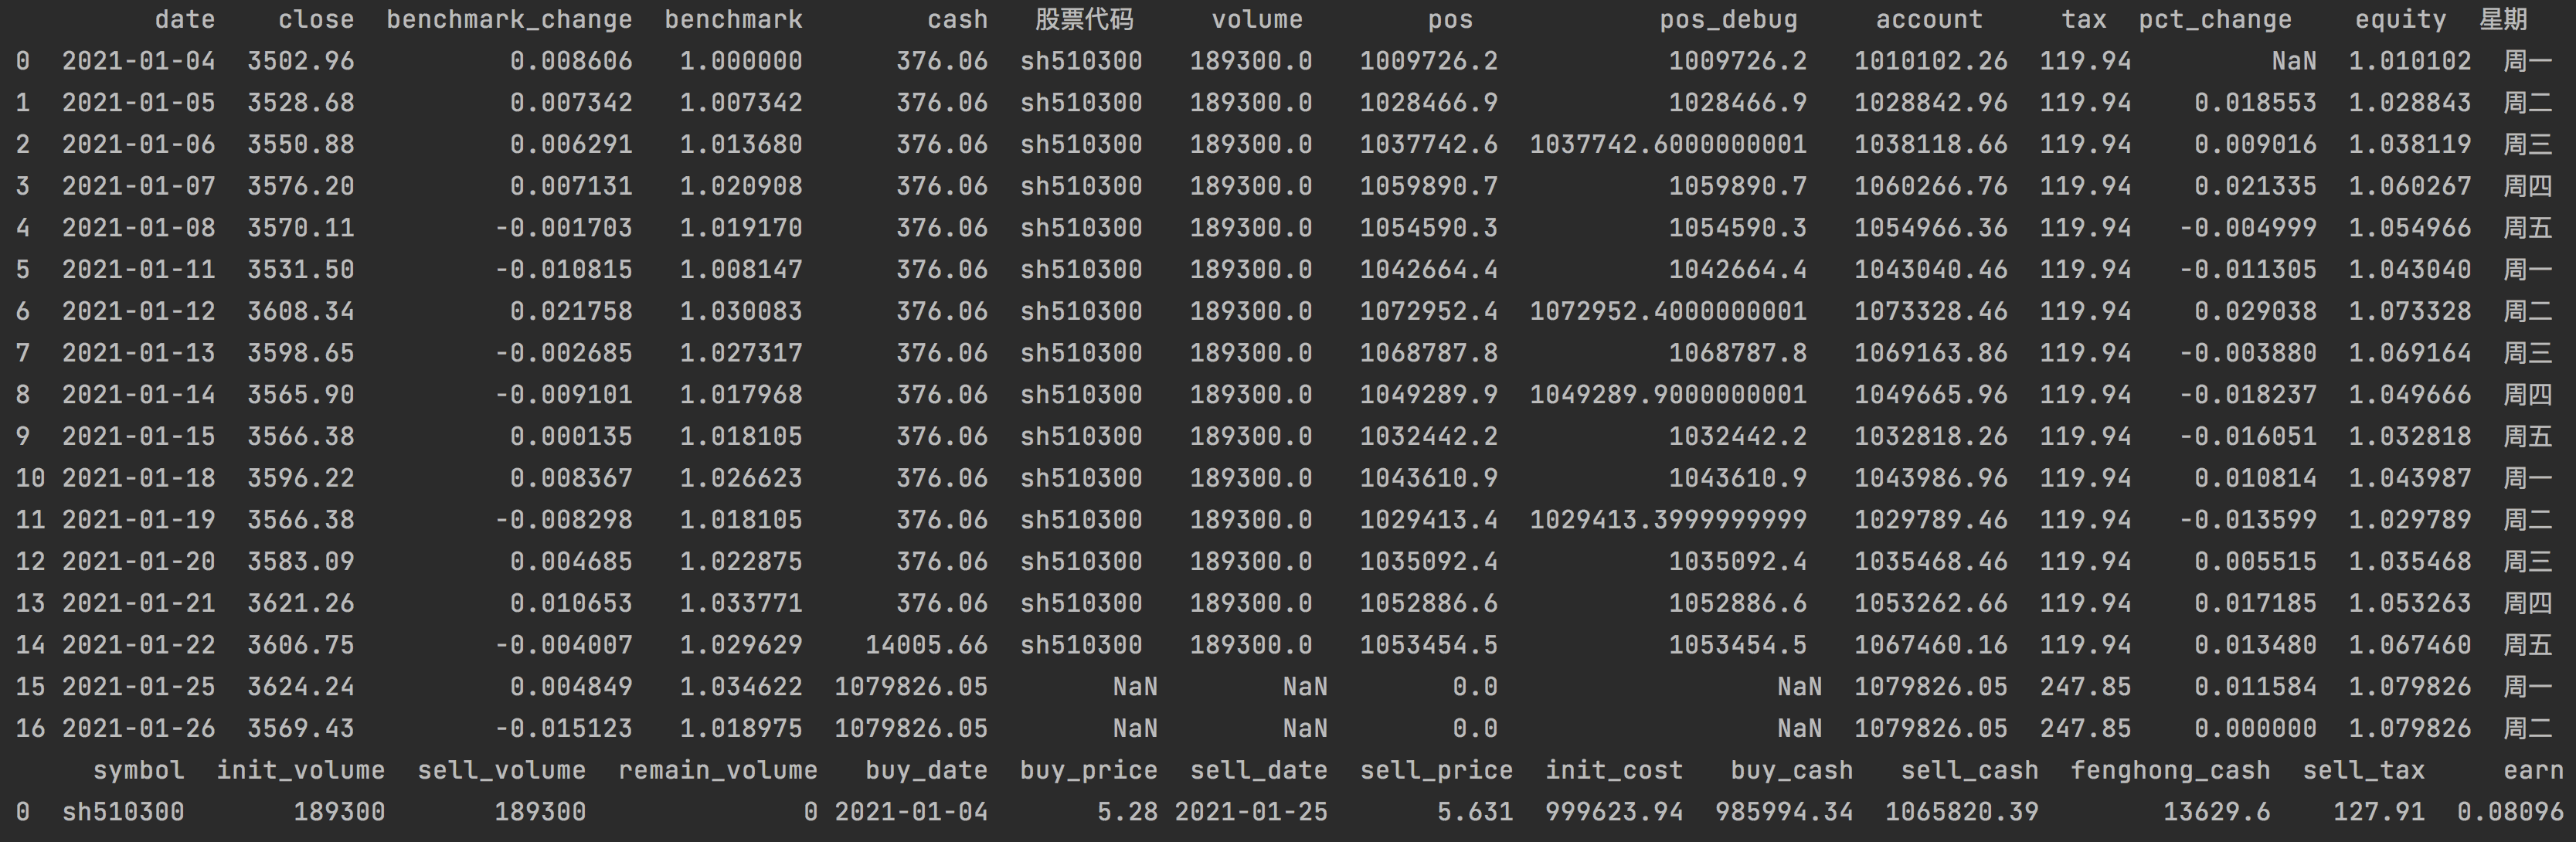 date close benchmark_change benchmark cash 股票代码 volume pos pos_debug account tax pct_change equity 星期
0 2021-01-04 3502.96 0.008606 1.000000 376.06 sh510300 189300.0 1009726.2 1009726.2 1010102.26 119.94 NaN 1.010102 周一
1 2021-01-05 3528.68 0.007342 1.007342 376.06 sh510300 189300.0 1028466.9 1028466.9 1028842.96 119.94 0.018553 1.028843 周二
2 2021-01-06 3550.88 0.006291 1.013680 376.06 sh510300 189300.0 1037742.6 1037742.6000000001 1038118.66 119.94 0.009016 1.038119 周三
3 2021-01-07 3576.20 0.007131 1.020908 376.06 sh510300 189300.0 1059890.7 1059890.7 1060266.76 119.94 0.021335 1.060267 周四
4 2021-01-08 3570.11 -0.001703 1.019170 376.06 sh510300 189300.0 1054590.3 1054590.3 1054966.36 119.94 -0.004999 1.054966 周五
5 2021-01-11 3531.50 -0.010815 1.008147 376.06 sh510300 189300.0 1042664.4 1042664.4 1043040.46 119.94 -0.011305 1.043040 周一
6 2021-01-12 3608.34 0.021758 1.030083 376.06 sh510300 189300.0 1072952.4 1072952.4000000001 1073328.46 119.94 0.029038 1.073328 周二
7 2021-01-13 3598.65 -0.002685 1.027317 376.06 sh510300 189300.0 1068787.8 1068787.8 1069163.86 119.94 -0.003880 1.069164 周三
8 2021-01-14 3565.90 -0.009101 1.017968 376.06 sh510300 189300.0 1049289.9 1049289.9000000001 1049665.96 119.94 -0.018237 1.049666 周四
9 2021-01-15 3566.38 0.000135 1.018105 376.06 sh510300 189300.0 1032442.2 1032442.2 1032818.26 119.94 -0.016051 1.032818 周五
10 2021-01-18 3596.22 0.008367 1.026623 376.06 sh510300 189300.0 1043610.9 1043610.9 1043986.96 119.94 0.010814 1.043987 周一
11 2021-01-19 3566.38 -0.008298 1.018105 376.06 sh510300 189300.0 1029413.4 1029413.3999999999 1029789.46 119.94 -0.013599 1.029789 周二
12 2021-01-20 3583.09 0.004685 1.022875 376.06 sh510300 189300.0 1035092.4 1035092.4 1035468.46 119.94 0.005515 1.035468 周三
13 2021-01-21 3621.26 0.010653 1.033771 376.06 sh510300 189300.0 1052886.6 1052886.6 1053262.66 119.94 0.017185 1.053263 周四
14 2021-01-22 3606.75 -0.004007 1.029629 14005.66 sh510300 189300.0 1053454.5 1053454.5 1067460.16 119.94 0.013480 1.067460 周五
15 2021-01-25 3624.24 0.004849 1.034622 1079826.05 NaN NaN 0.0 NaN 1079826.05 247.85 0.011584 1.079826 周一
16 2021-01-26 3569.43 -0.015123 1.018975 1079826.05 NaN NaN 0.0 NaN 1079826.05 247.85 0.000000 1.079826 周二
symbol init_volume sell_volume remain_volume buy_date buy_price sell_date sell_price init_cost buy_cash sell_cash fenghong_cash sell_tax earn
0 sh510300 189300 189300 0 2021-01-04 5.28 2021-01-25 5.631 999623.94 985994.34 1065820.39 13629.6 127.91 0.08096